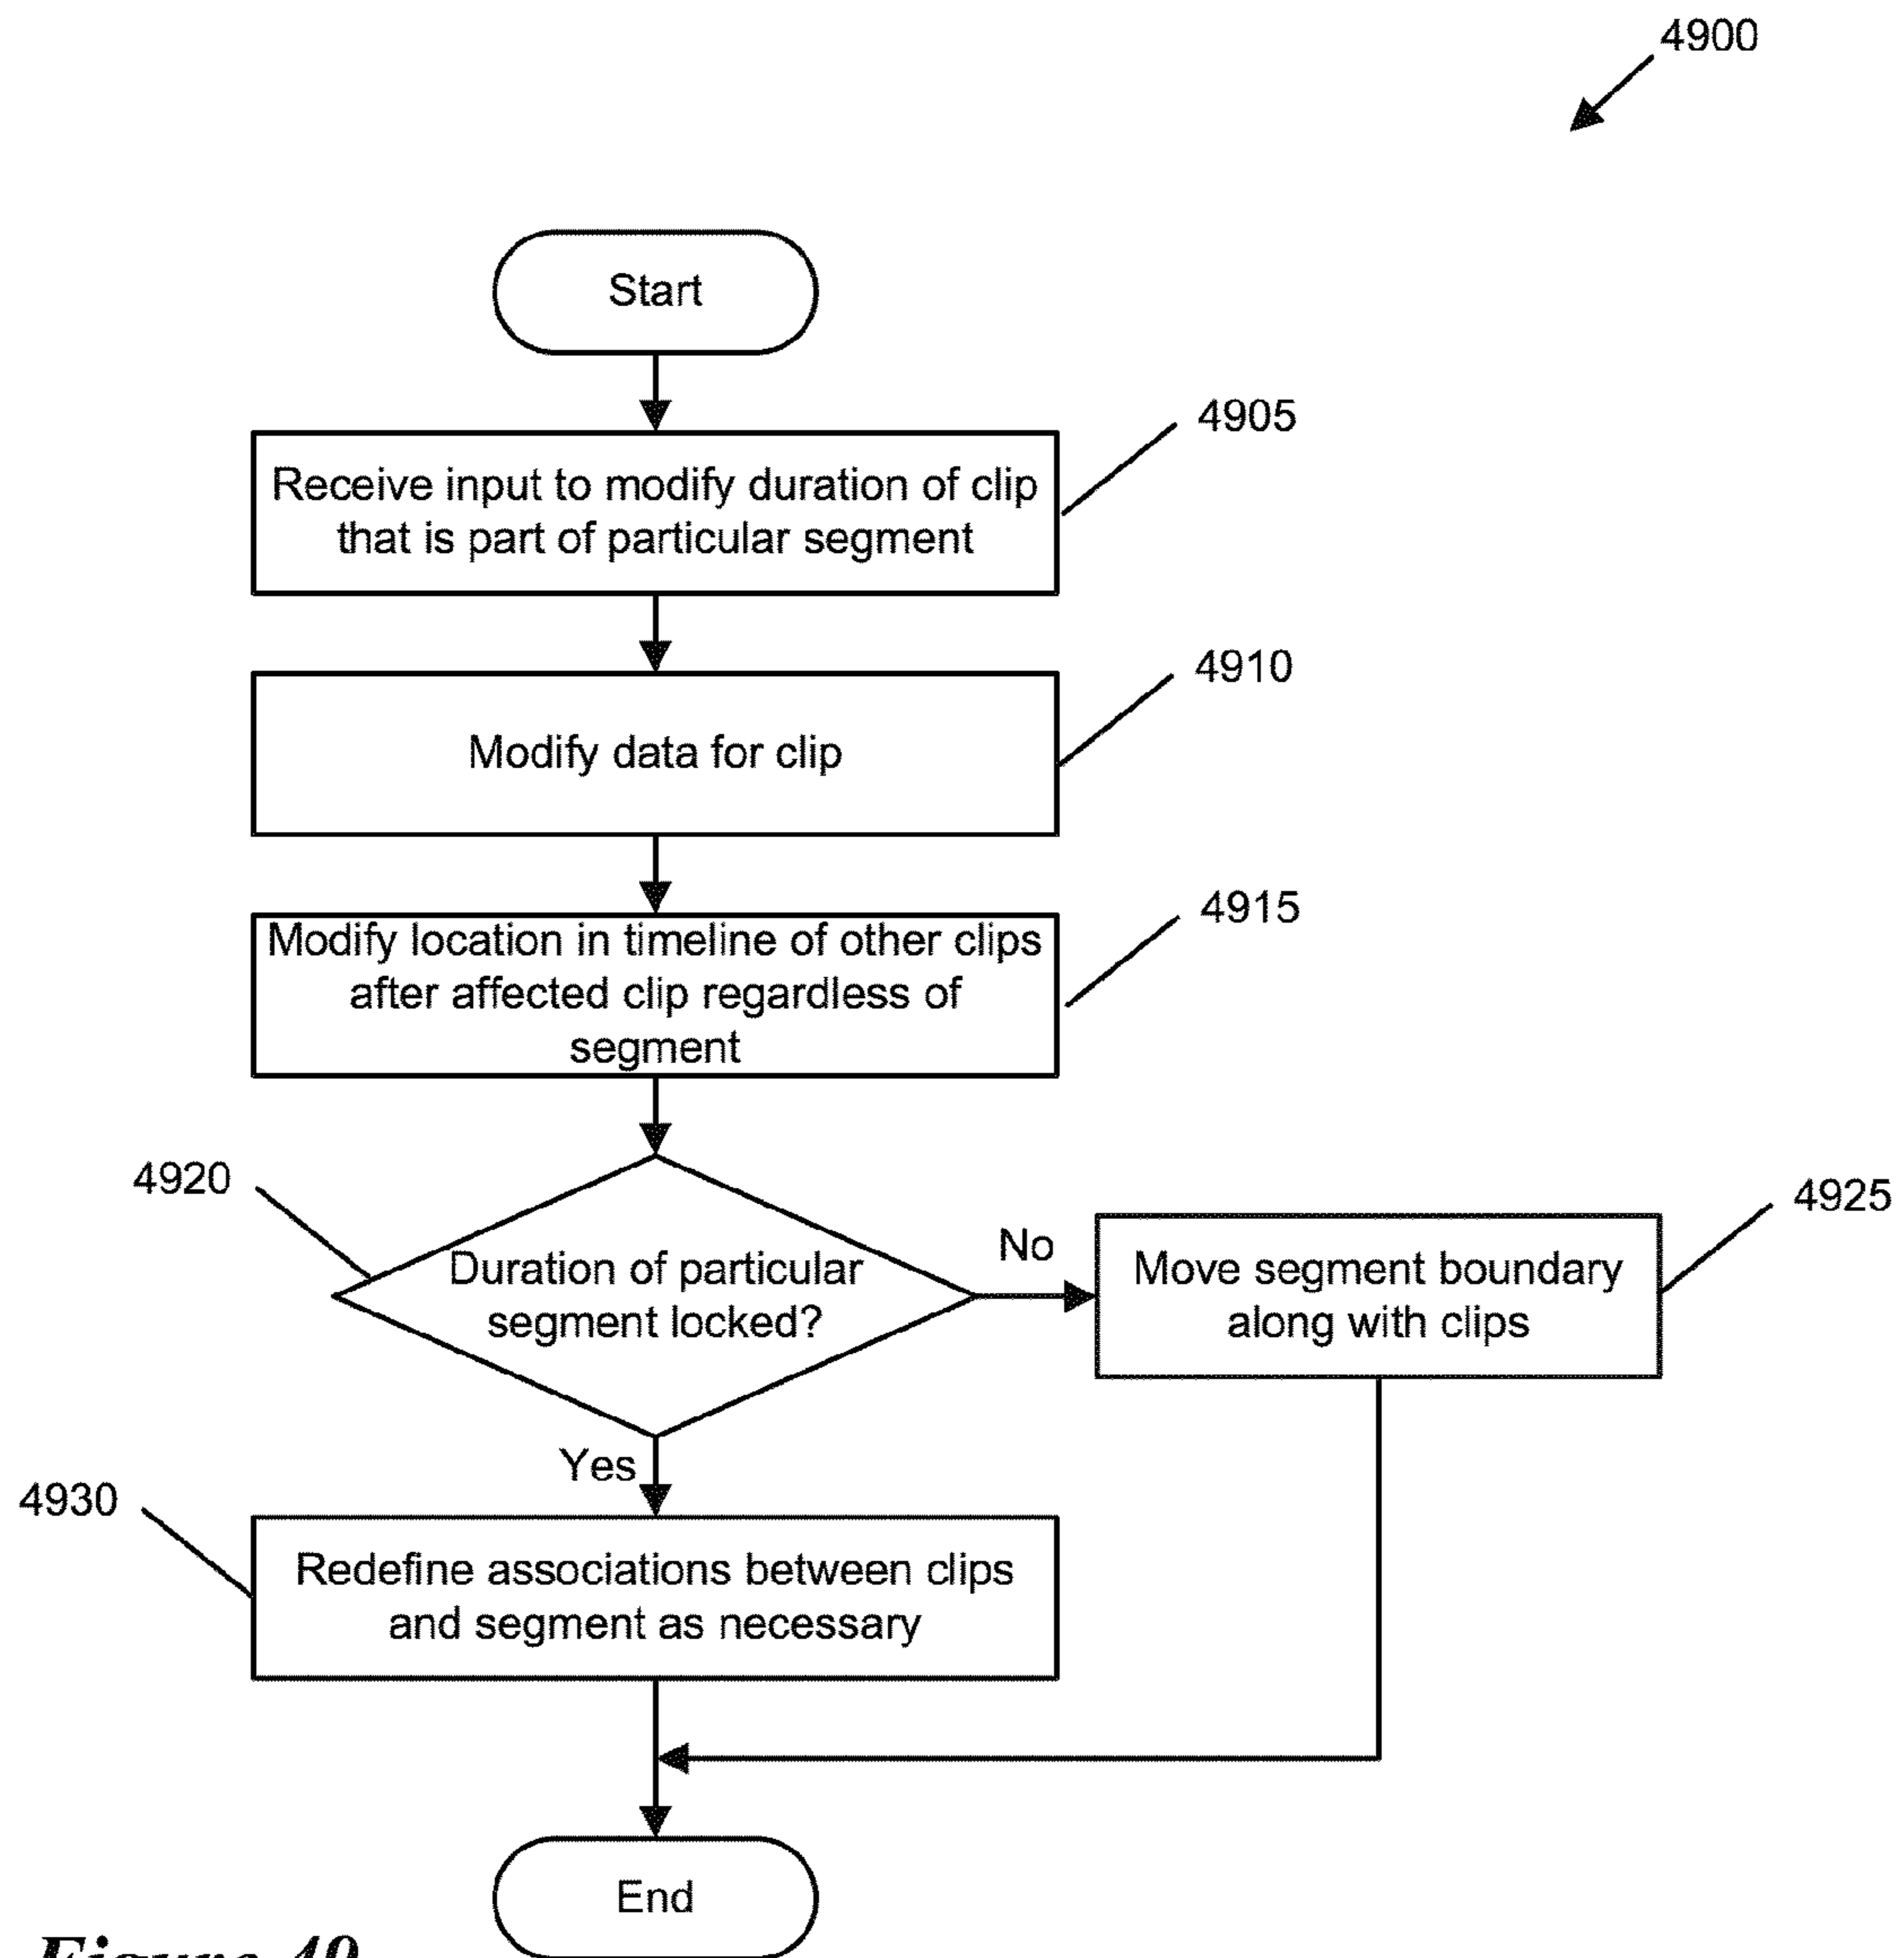 4900
Start
4905
Receive input to modify duration of clip
that is part of particular segment
4910
Modify data for clip
4915
Modify location in timeline of other clips
after affected clip regardless of
segment
4920
Duration of particular
segment locked?
No
4925
Move segment boundary
along with clips
Yes
4930
Redefine associations between clips
and segment as necessary
End
Figure 49